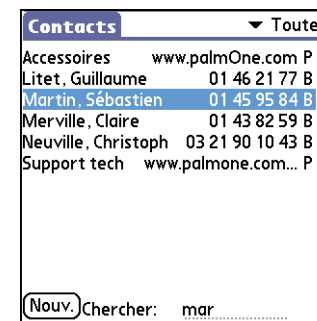 Contacts ▼ Toute
Accessoires www.palmOne.com P
Litet, Guillaume 01 46 21 77 B
Martin, Sébastien 01 45 95 84 B
Merville, Claire 01 43 82 59 B
Neuville, Christoph 03 21 90 10 43 B
Support tech www.palmone.com... P
Nouv. Chercher: mar